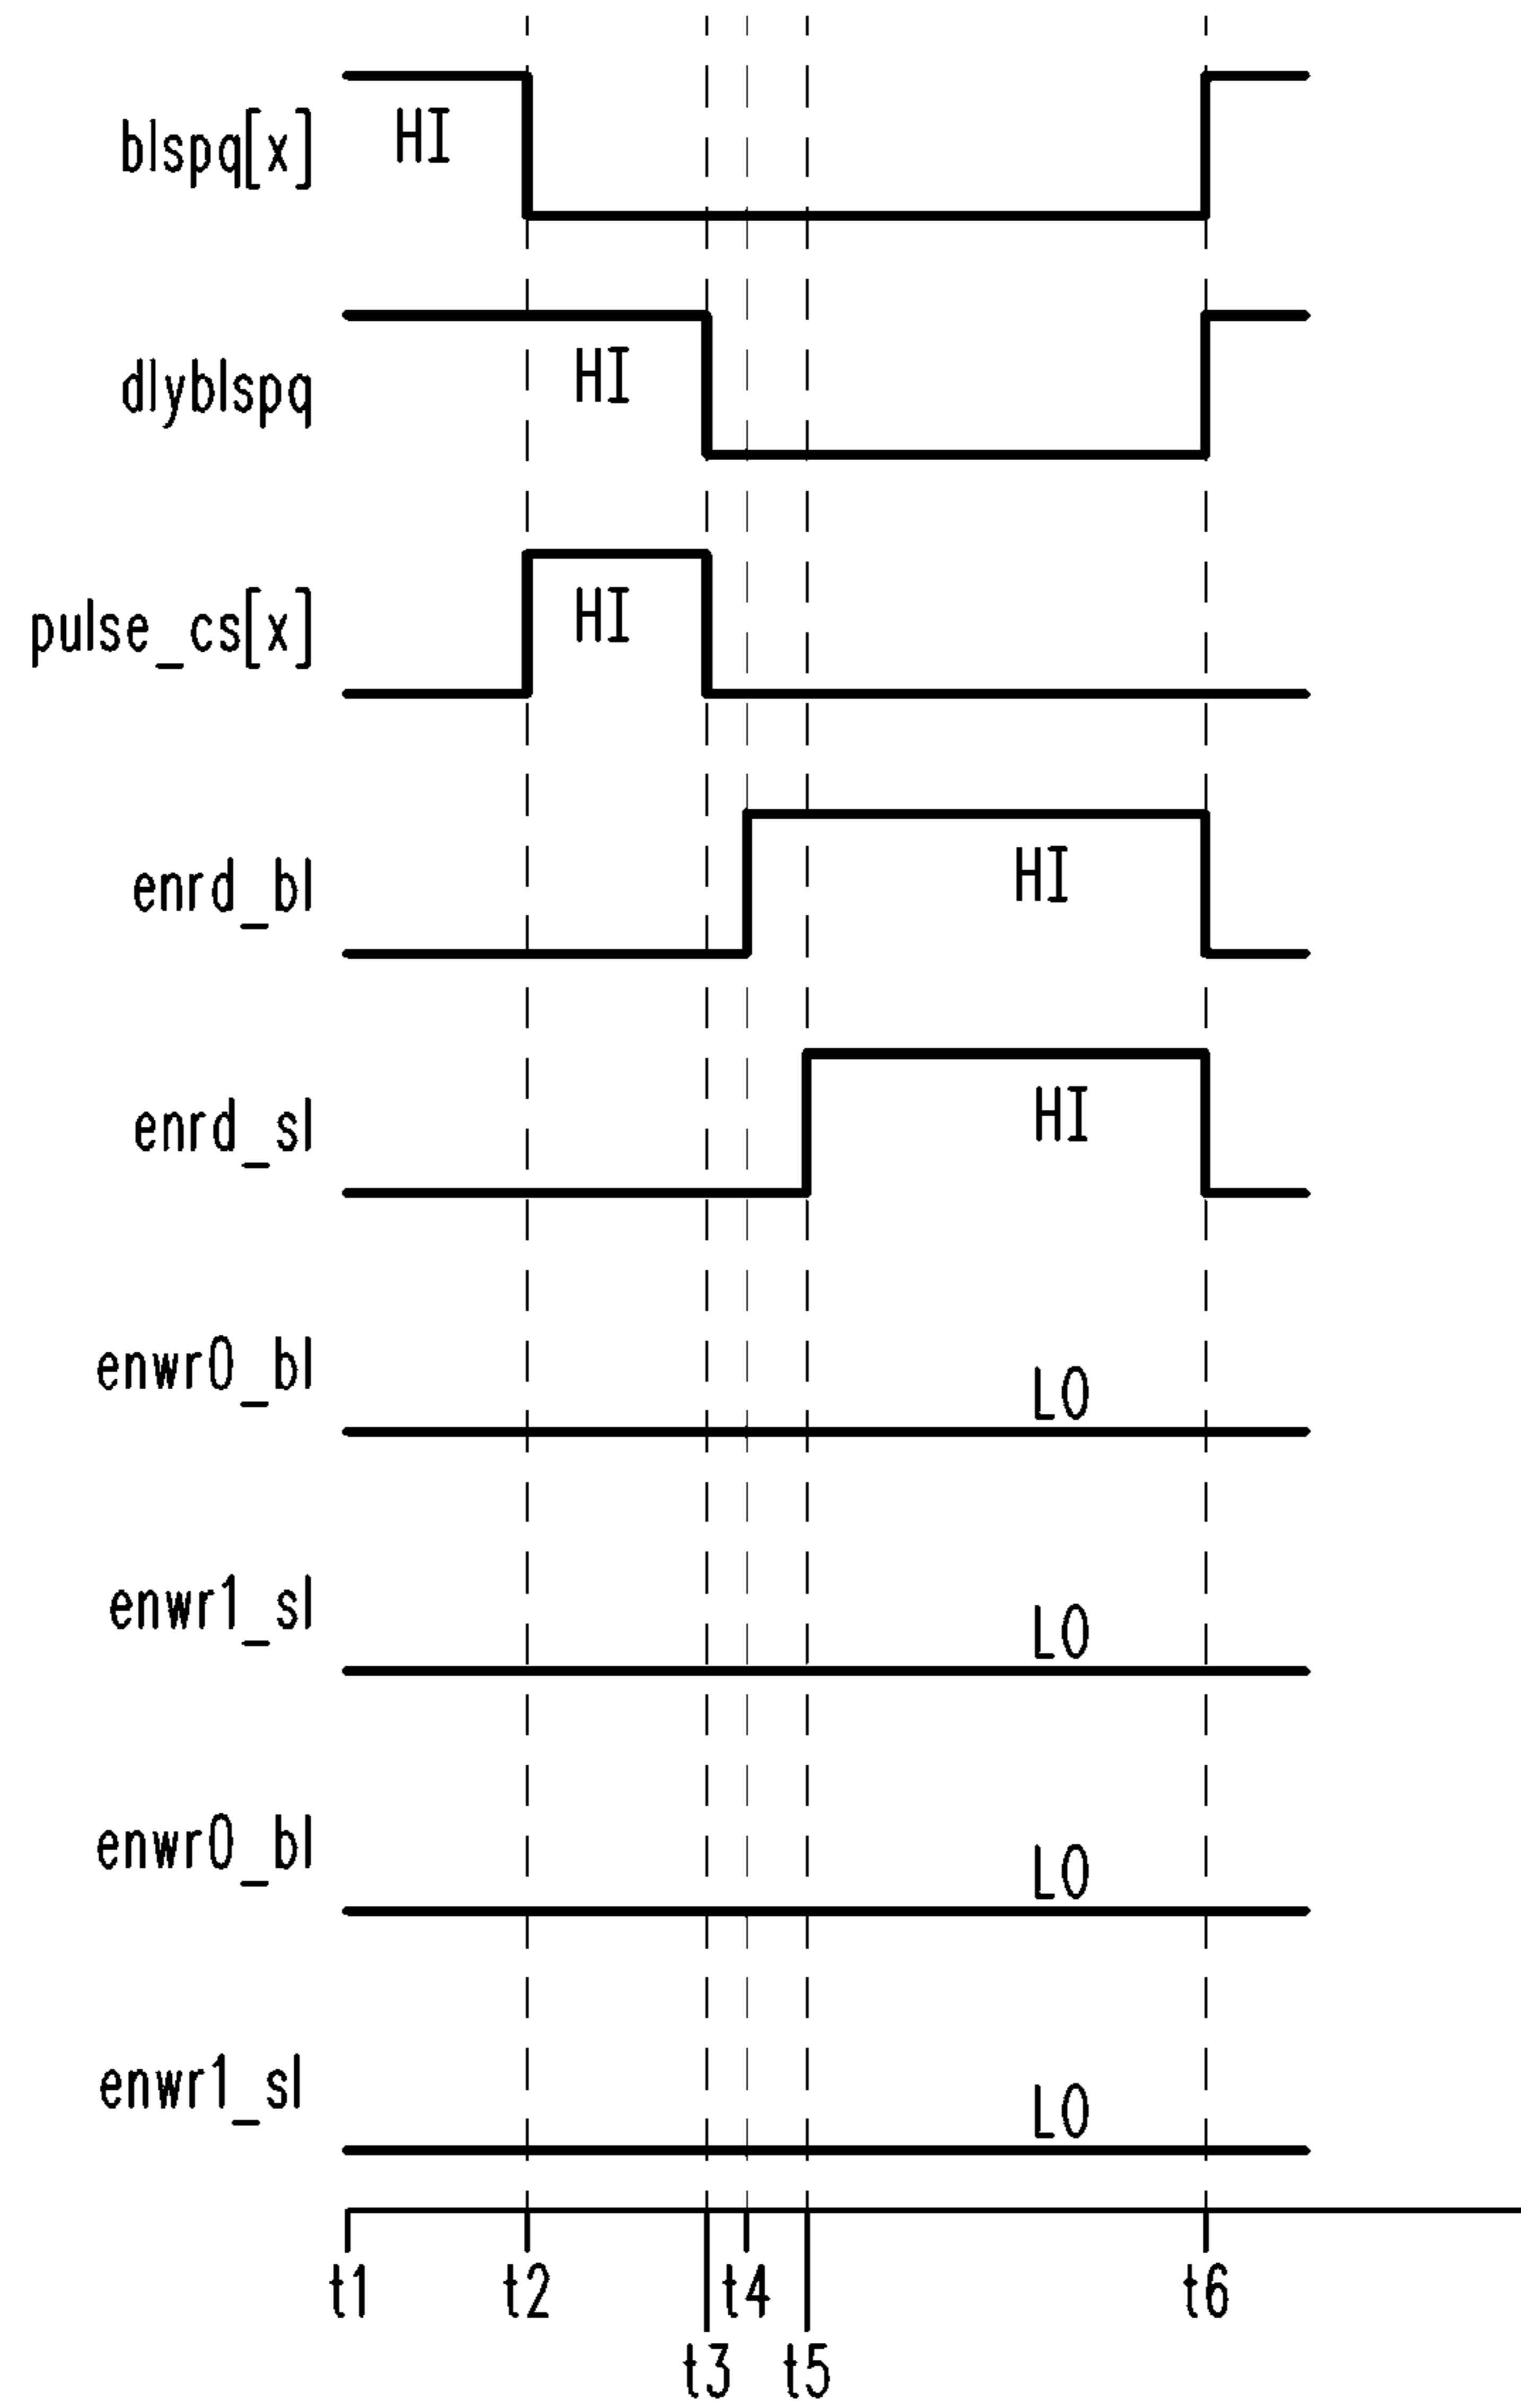 blspq[x] HI
dlyblspq HI
pulse_cs[x] HI
enrd_bl HI
enrd_sl HI
enwr0_bl LO
enwr1_sl LO
enwr0_bl LO
enwr1_sl LO
t1 t2 t4 t6
t3 t5